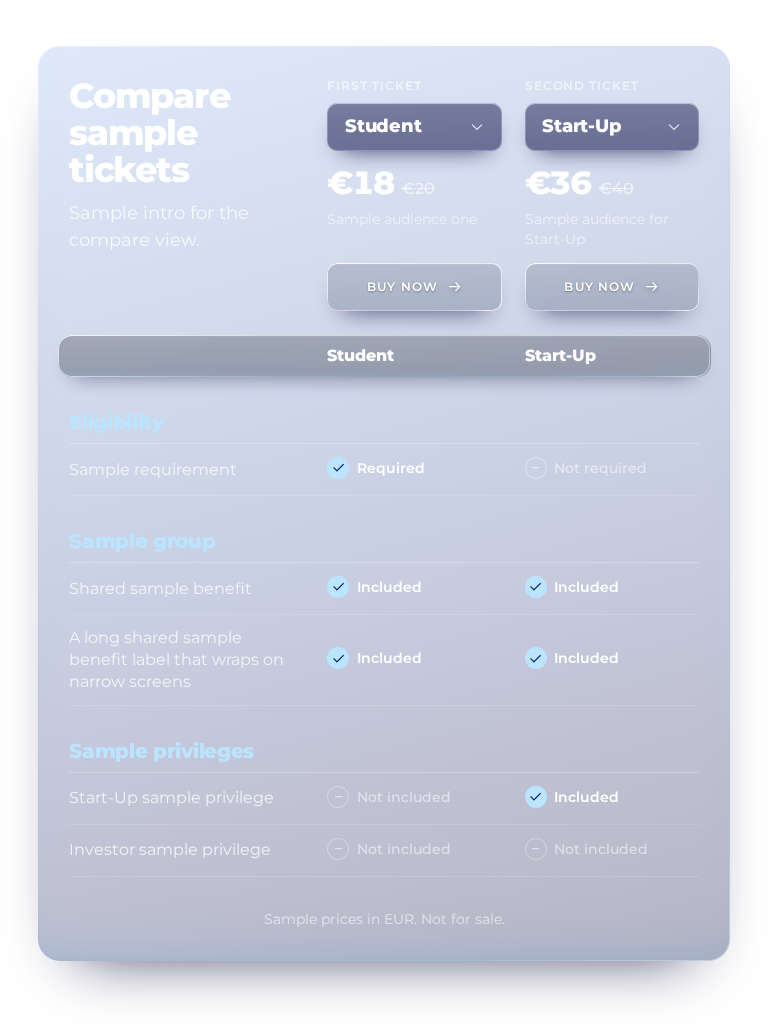 Compare
sample
tickets
Sample intro for the
compare view.
FIRST TICKET
Student
€18 €20
Sample audience one
BUY NOW →
SECOND TICKET
Start-Up
€36 €40
Sample audience for
Start-Up
BUY NOW →
Student Start-Up
Eligibility
Sample requirement Required Not required
Sample group
Shared sample benefit Included Included
A long shared sample
benefit label that wraps on
narrow screens
Included Included
Sample privileges
Start-Up sample privilege Not included Included
Investor sample privilege Not included Not included
Sample prices in EUR. Not for sale.